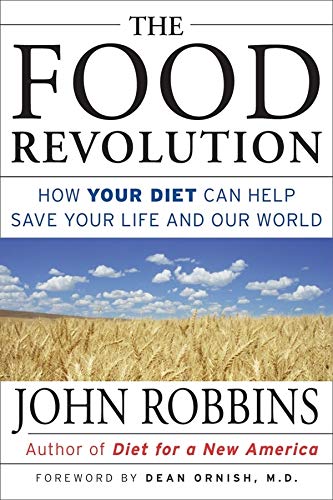 THE
FOOD
REVOLUTION
HOW YOUR DIET CAN HELP
SAVE YOUR LIFE AND OUR WORLD
JOHN ROBBINS
Author of Diet for a New America
FOREWORD BY DEAN ORNISH, M.D.